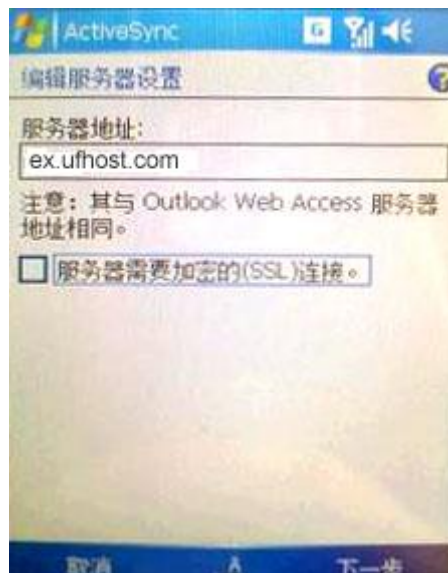 ActiveSync G
编辑服务器设置 ?
服务器地址:
ex.ufhost.com
注意：其与 Outlook Web Access 服务器
地址相同。
服务器需要加密的(SSL)连接。
取消 A 下一步